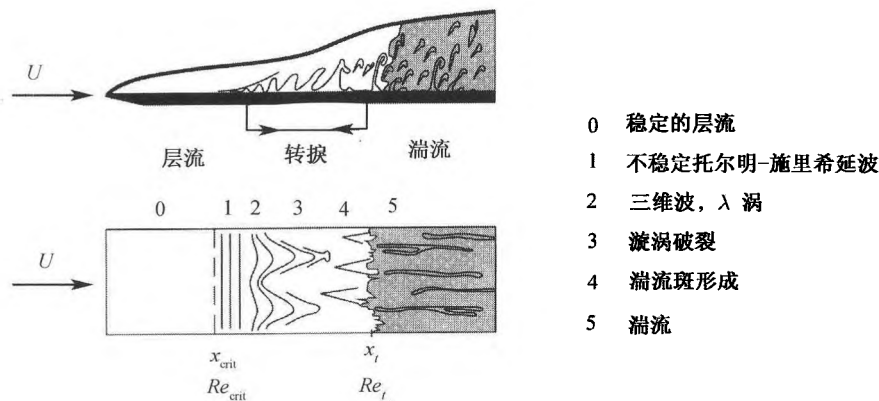 U
层流 转捩 湍流
0 1 2 3 4 5
U
x_crit x_t
Re_crit Re_t
0 稳定的层流
1 不稳定托尔明-施里希延波
2 三维波，λ 涡
3 漩涡破裂
4 湍流斑形成
5 湍流